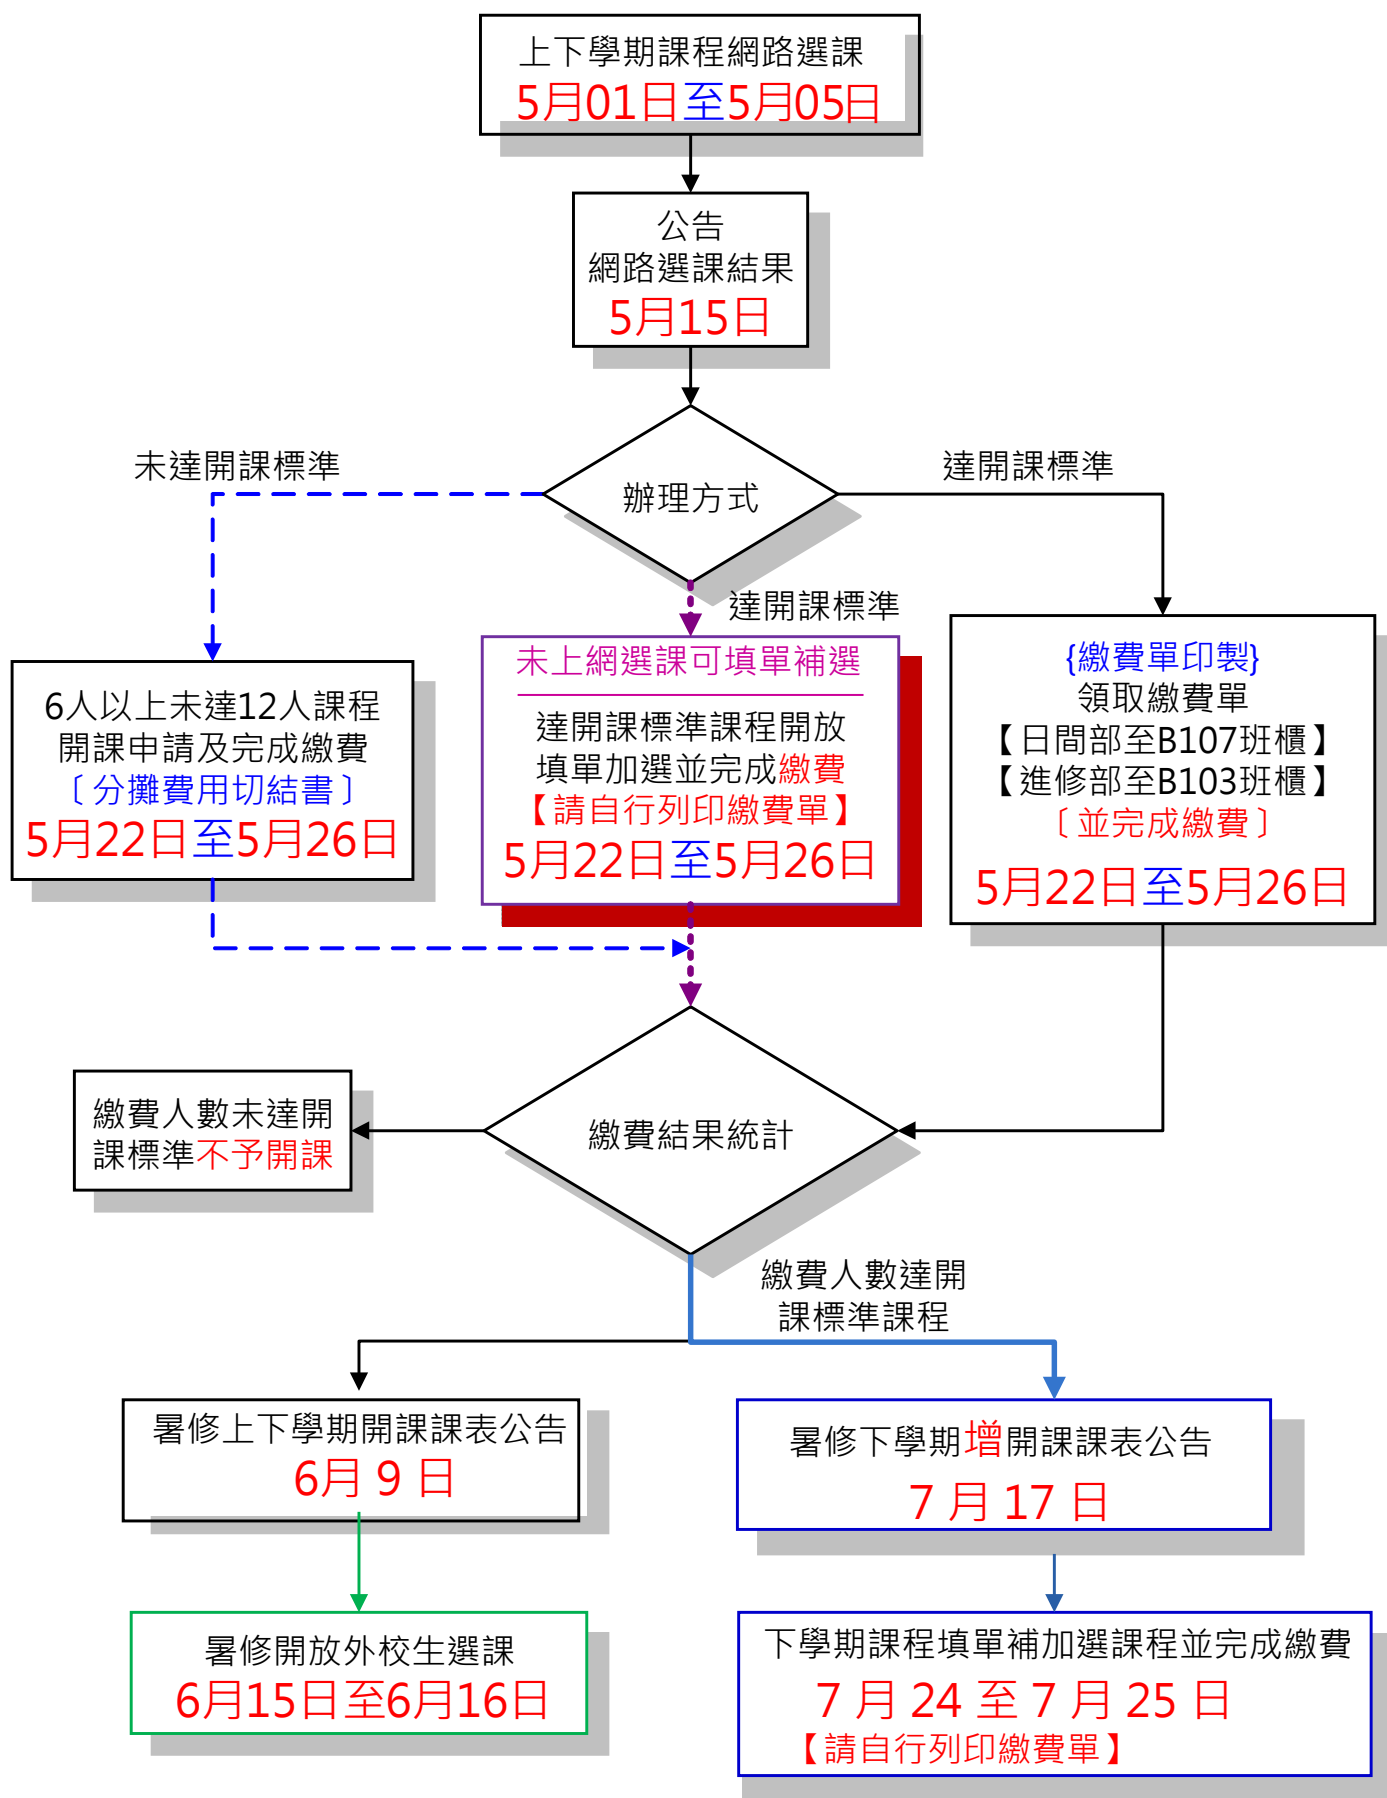 上下學期課程網路選課
5月01日至5月05日
公告
網路選課結果
5月15日
未達開課標準
達開課標準
辦理方式
達開課標準
6人以上未達12人課程
開課申請及完成繳費
〔分攤費用切結書〕
5月22日至5月26日
未上網選課可填單補選
達開課標準課程開放
填單加選並完成繳費
【請自行列印繳費單】
5月22日至5月26日
{繳費單印製}
領取繳費單
【日間部至B107班櫃】
【進修部至B103班櫃】
〔並完成繳費〕
5月22日至5月26日
繳費人數未達開
課標準不予開課
繳費結果統計
繳費人數達開
課標準課程
暑修上下學期開課課表公告
6月 9 日
暑修下學期增開課課表公告
7 月 17 日
暑修開放外校生選課
6月15日至6月16日
下學期課程填單補加選課程並完成繳費
7 月 24 至 7 月 25 日
【請自行列印繳費單】